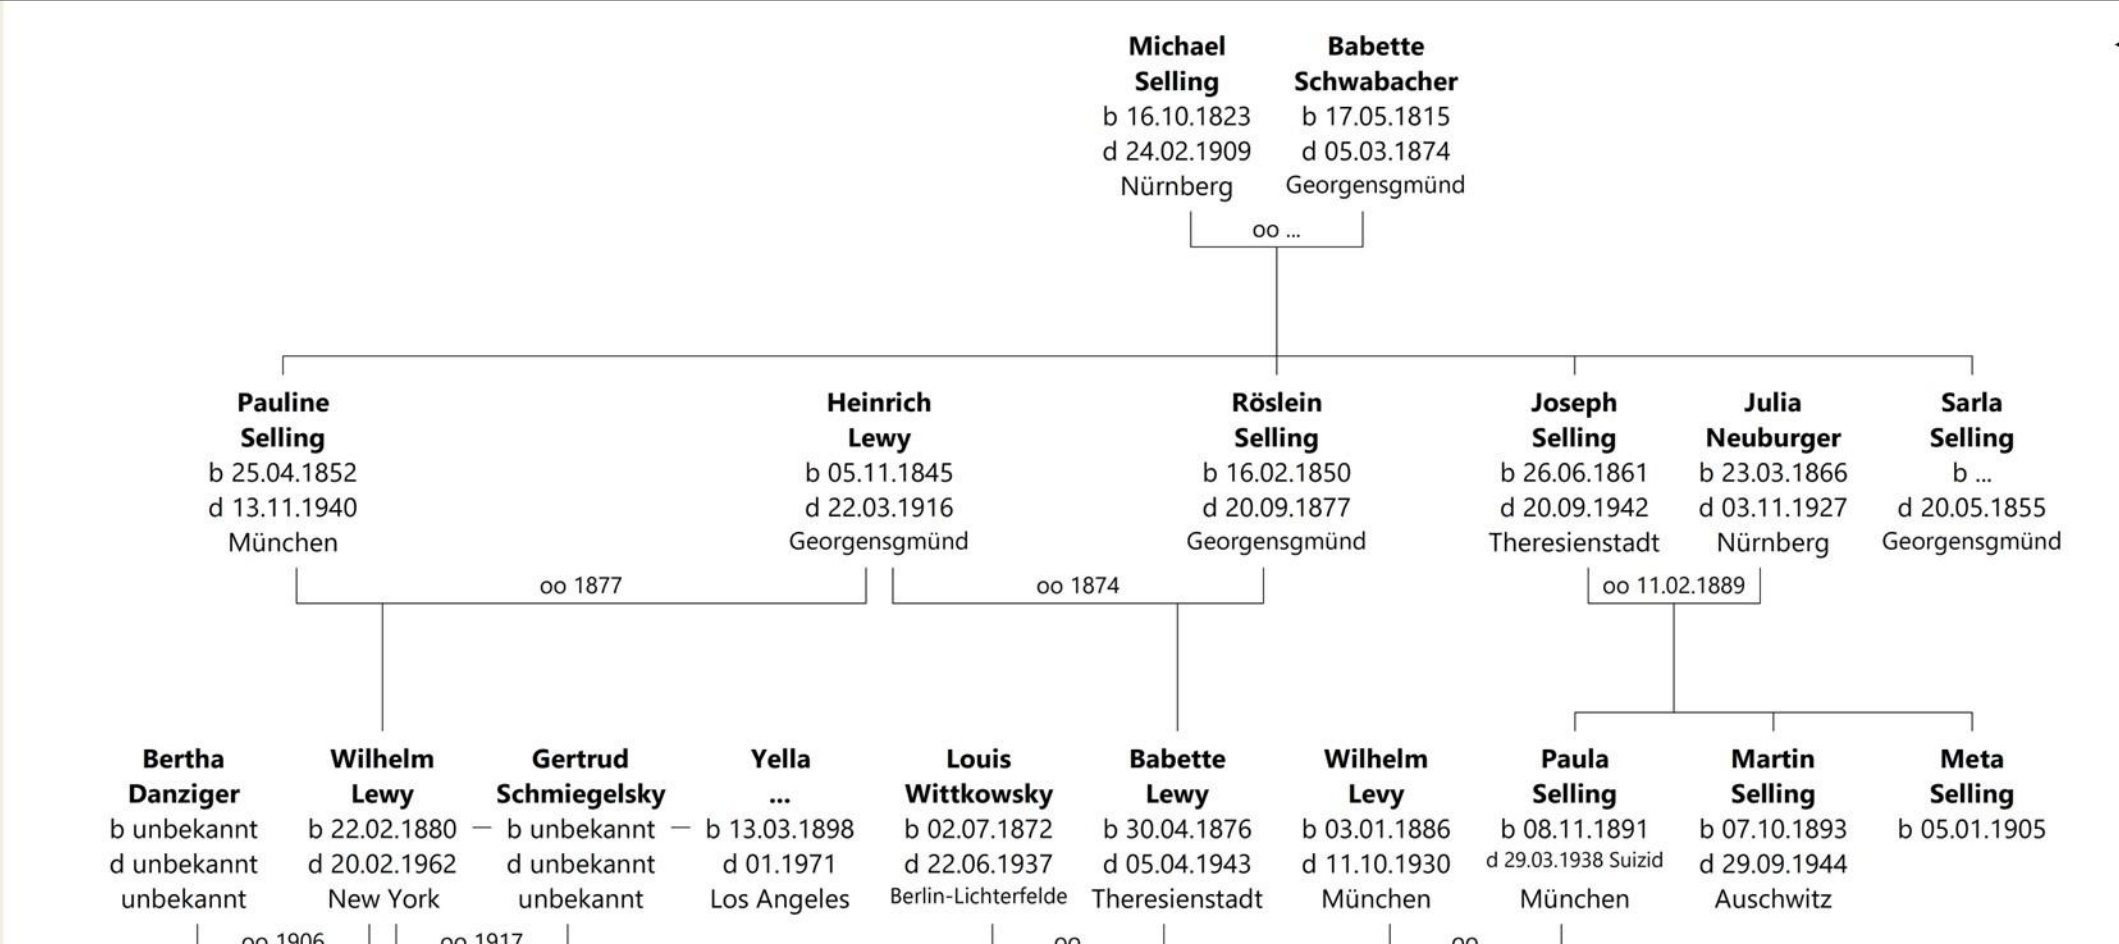 Michael
Selling
b 16.10.1823
d 24.02.1909
Nürnberg
Babette
Schwabacher
b 17.05.1815
d 05.03.1874
Georgensgmünd
oo ...
Pauline
Selling
b 25.04.1852
d 13.11.1940
München
Heinrich
Lewy
b 05.11.1845
d 22.03.1916
Georgensgmünd
Röslein
Selling
b 16.02.1850
d 20.09.1877
Georgensgmünd
Joseph
Selling
b 26.06.1861
d 20.09.1942
Theresienstadt
Julia
Neuburger
b 23.03.1866
d 03.11.1927
Nürnberg
Sarla
Selling
b ...
d 20.05.1855
Georgensgmünd
oo 1877
oo 1874
oo 11.02.1889
Bertha
Danziger
b unbekannt
d unbekannt
unbekannt
Wilhelm
Lewy
b 22.02.1880
d 20.02.1962
New York
Gertrud
Schmiegelsky
b unbekannt
d unbekannt
unbekannt
Yella
...
b 13.03.1898
d 01.1971
Los Angeles
Louis
Wittkowsky
b 02.07.1872
d 22.06.1937
Berlin-Lichterfelde
Babette
Lewy
b 30.04.1876
d 05.04.1943
Theresienstadt
Wilhelm
Levy
b 03.01.1886
d 11.10.1930
München
Paula
Selling
b 08.11.1891
d 29.03.1938 Suizid
München
Martin
Selling
b 07.10.1893
d 29.09.1944
Auschwitz
Meta
Selling
b 05.01.1905
oo 1906
oo 1917
oo
oo